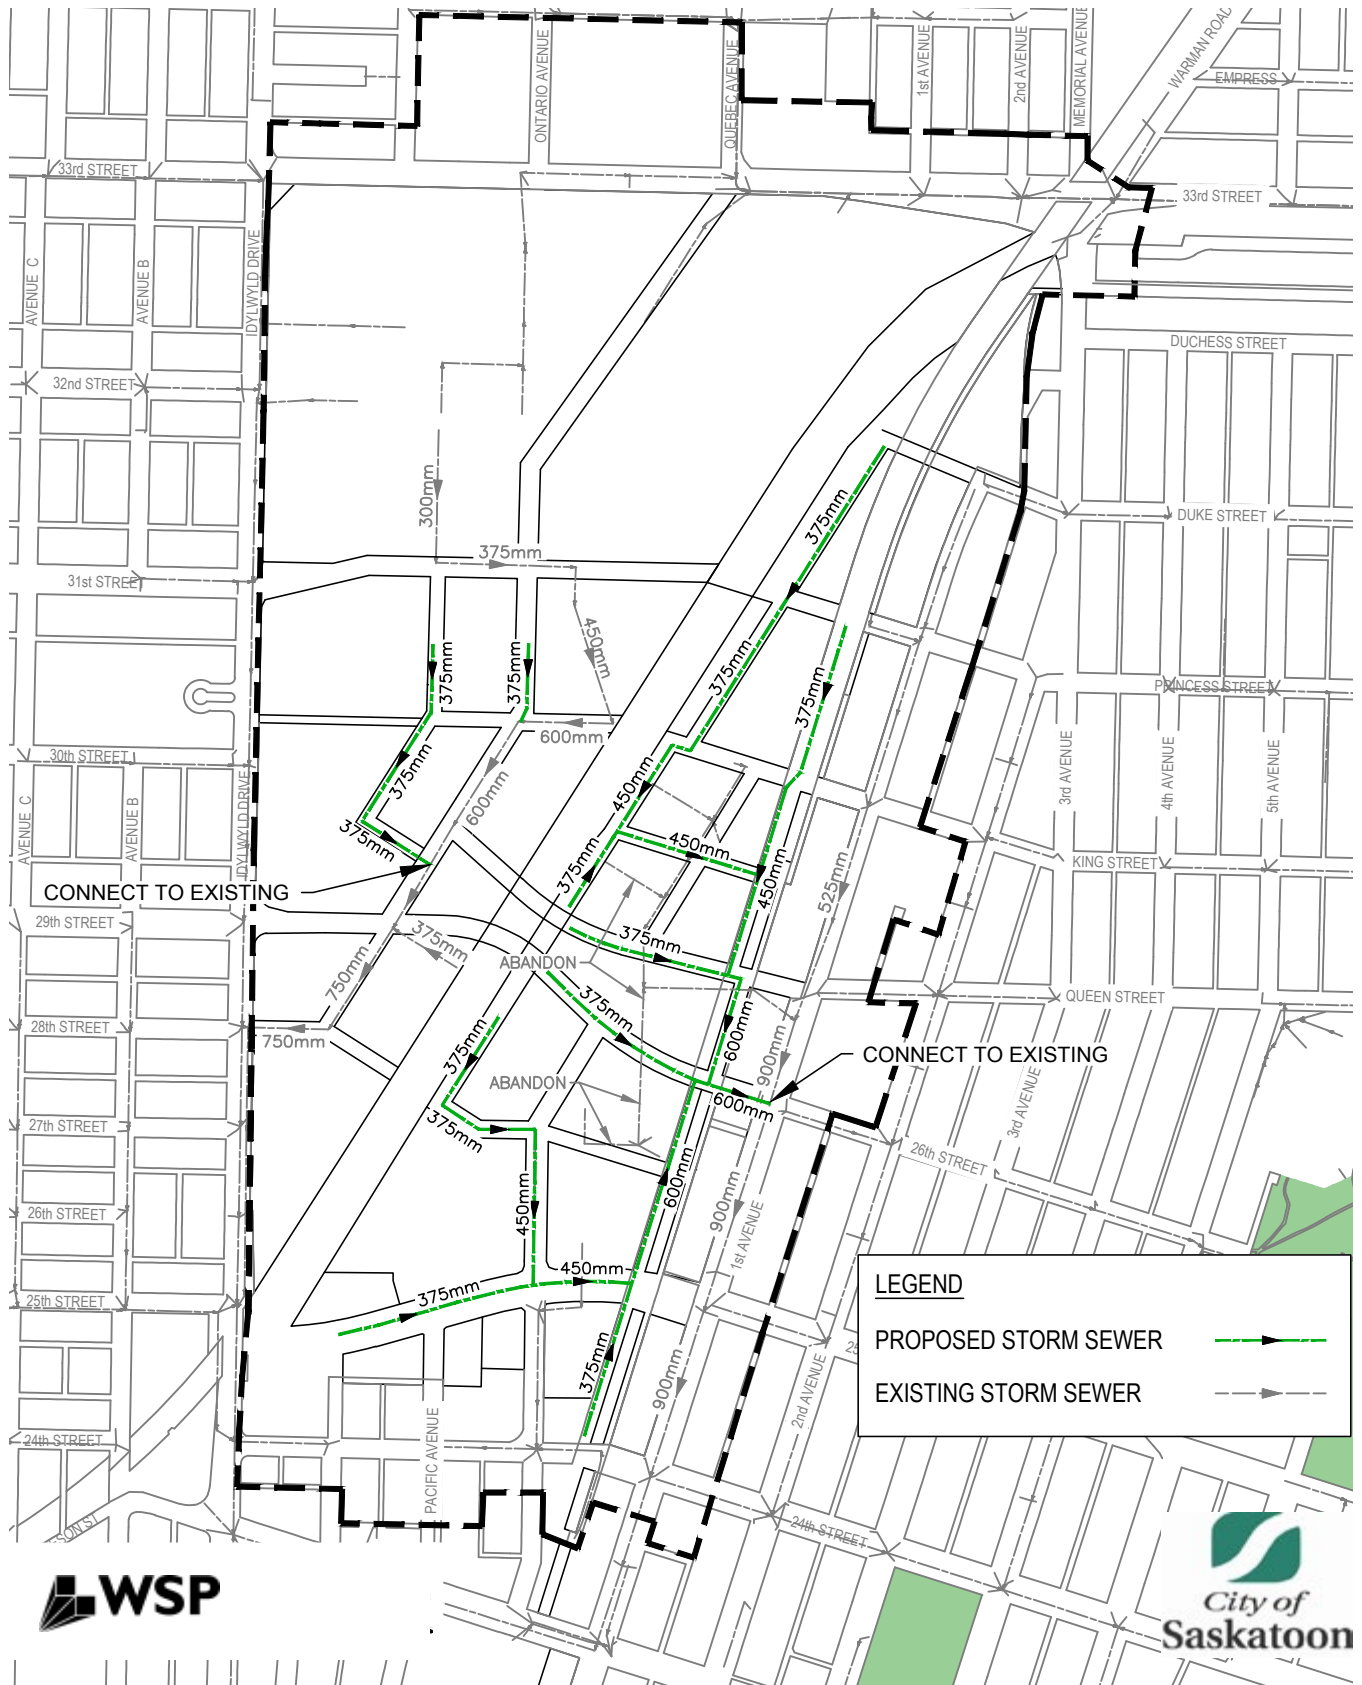 ONTARIO AVENUE
QUEBEC AVENUE
1st AVENUE
2nd AVENUE
MEMORIAL AVENUE
WARMAN ROAD
EMPRESS
33rd STREET
33rd STREET
AVENUE C
AVENUE B
IDYLWYLD DRIVE
DUCHESS STREET
32nd STREET
300mm
375mm
DUKE STREET
375mm
31st STREET
450mm
375mm
375mm
375mm
375mm
PRINCESS STREET
600mm
30th STREET
375mm
450mm
3rd AVENUE
4th AVENUE
5th AVENUE
AVENUE C
AVENUE B
IDYLWYLD DRIVE
600mm
375mm
450mm
KING STREET
375mm
450mm
525mm
CONNECT TO EXISTING
29th STREET
375mm
375mm
ABANDON
750mm
375mm
QUEEN STREET
28th STREET
750mm
375mm
600mm
900mm
CONNECT TO EXISTING
ABANDON
600mm
27th STREET
375mm
3rd AVENUE
26th STREET
600mm
900mm
450mm
26th STREET
1st AVENUE
450mm
375mm
25th STREET
LEGEND
PROPOSED STORM SEWER
EXISTING STORM SEWER
375mm
900mm
2nd AVENUE
25
24th STREET
PACIFIC AVENUE
SON ST
24th STREET
WSP
City of
Saskatoon